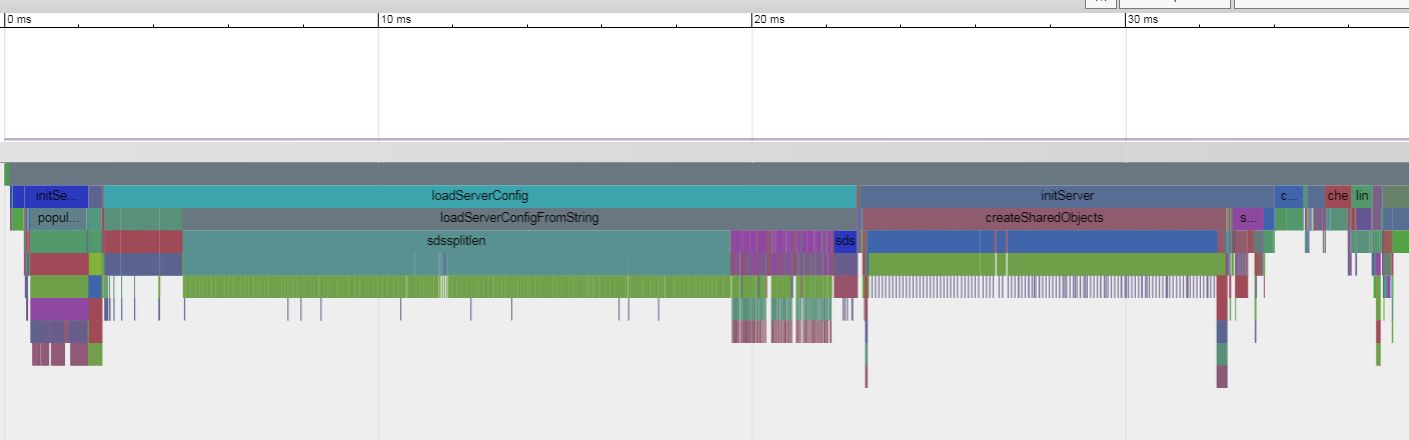 0 ms 10 ms 20 ms 30 ms
initSe... loadServerConfig initServer c... che lin
popul... loadServerConfigFromString createSharedObjects s...
sdssplitlen sds